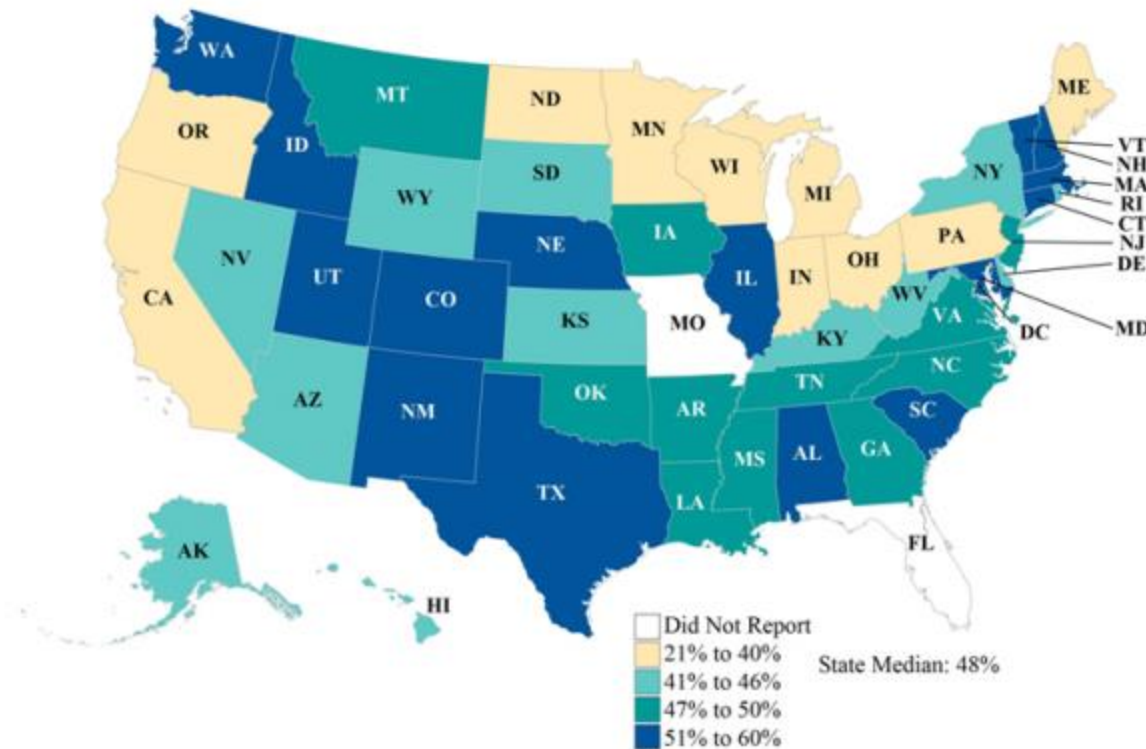 WA
MT
ND
MN
ME
OR
ID
WY
SD
WI
MI
NY
VT
NH
MA
RI
CT
NJ
DE
MD
DC
NV
UT
CO
NE
IA
IL
IN
OH
PA
CA
KS
MO
KY
WV
VA
AZ
NM
OK
AR
TN
NC
SC
TX
LA
MS
AL
GA
FL
AK
HI
Did Not Report
21% to 40%
41% to 46%
47% to 50%
51% to 60%
State Median: 48%